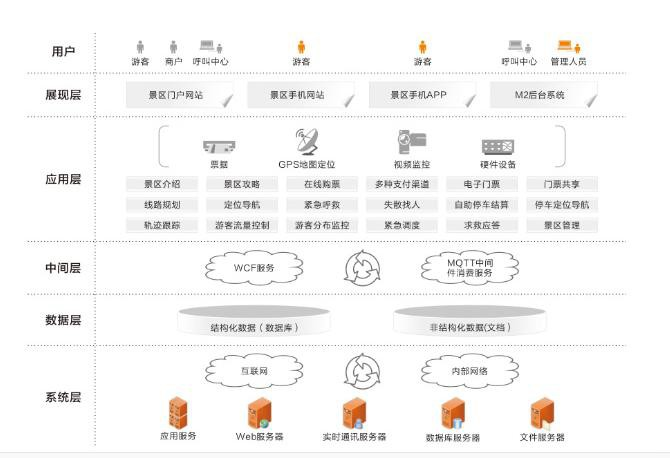 用户
游客 商户 呼叫中心 游客 游客 呼叫中心 管理人员
展现层
景区门户网站 景区手机网站 景区手机APP M2后台系统
应用层
票据 GPS地图定位 视频监控 硬件设备
景区介绍 景区攻略 在线购票 多种支付渠道 电子门票 门票共享
线路规划 定位导航 紧急呼救 失散找人 自助停车结算 停车定位导航
轨迹跟踪 游客流量控制 游客分布监控 紧急调度 求救应答 景区管理
中间层
WCF服务
MQTT中间
件消费服务
数据层
结构化数据（数据库） 非结构化数据(文档)
系统层
互联网 内部网络
应用服务 Web服务器 实时通讯服务器 数据库服务器 文件服务器